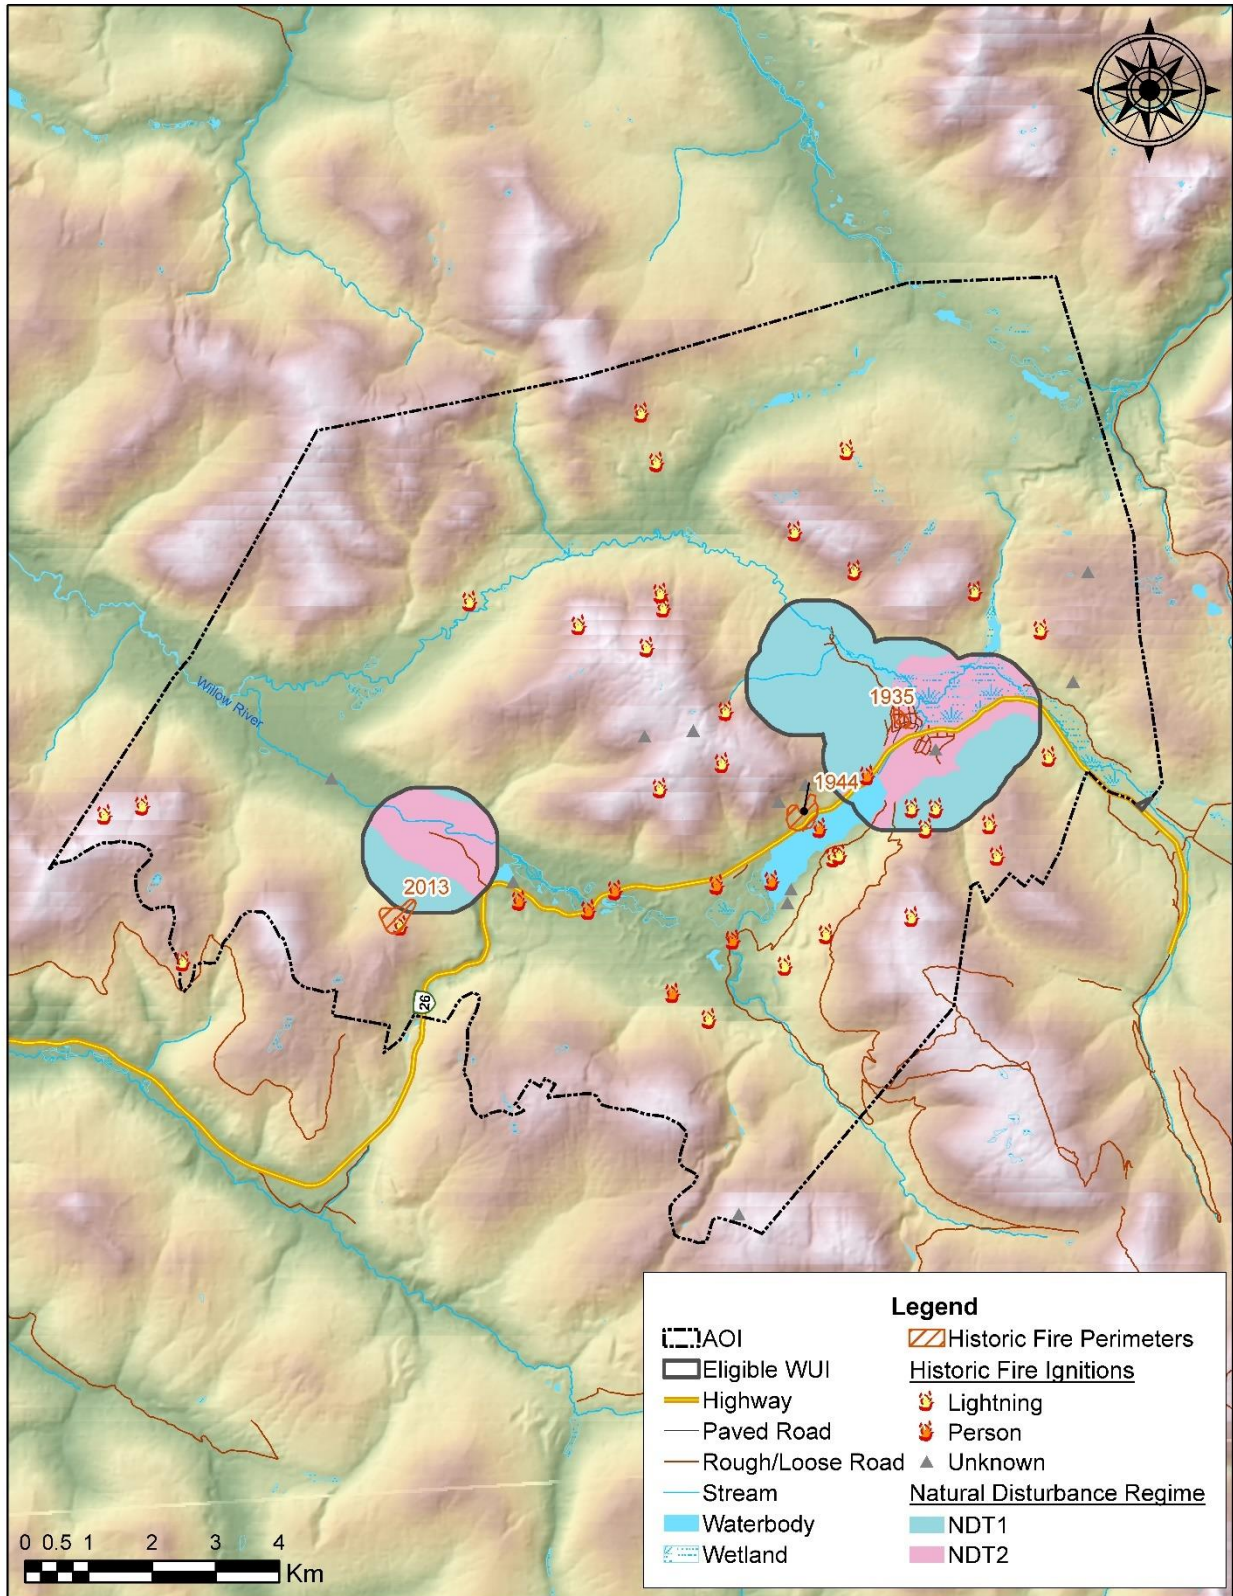 Willow River
1935
1944
2013
26
Legend
AOI
Eligible WUI
Highway
Paved Road
Rough/Loose Road
Stream
Waterbody
Wetland
Historic Fire Perimeters
Historic Fire Ignitions
Lightning
Person
Unknown
Natural Disturbance Regime
NDT1
NDT2
0 0.5 1 2 3 4
Km